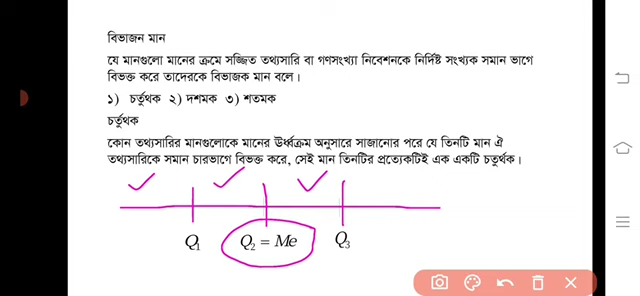 বিভাজন মান
যে মানগুলো মানের ক্রমে সজ্জিত তথ্যসারি বা গণসংখ্যা নিবেশনকে নির্দিষ্ট সংখ্যক সমান ভাগে
বিভক্ত করে তাদেরকে বিভাজক মান বলে।
১) চর্তুথক ২) দশমক ৩) শতমক
চর্তুথক
কোন তথ্যসারির মানগুলোকে মানের উর্ধ্বক্রম অনুসারে সাজানোর পরে যে তিনটি মান ঐ
তথ্যসারিকে সমান চারভাগে বিভক্ত করে, সেই মান তিনটির প্রত্যেকটিই এক একটি চতুর্থক।
Q₁ Q₂ = Me Q₃